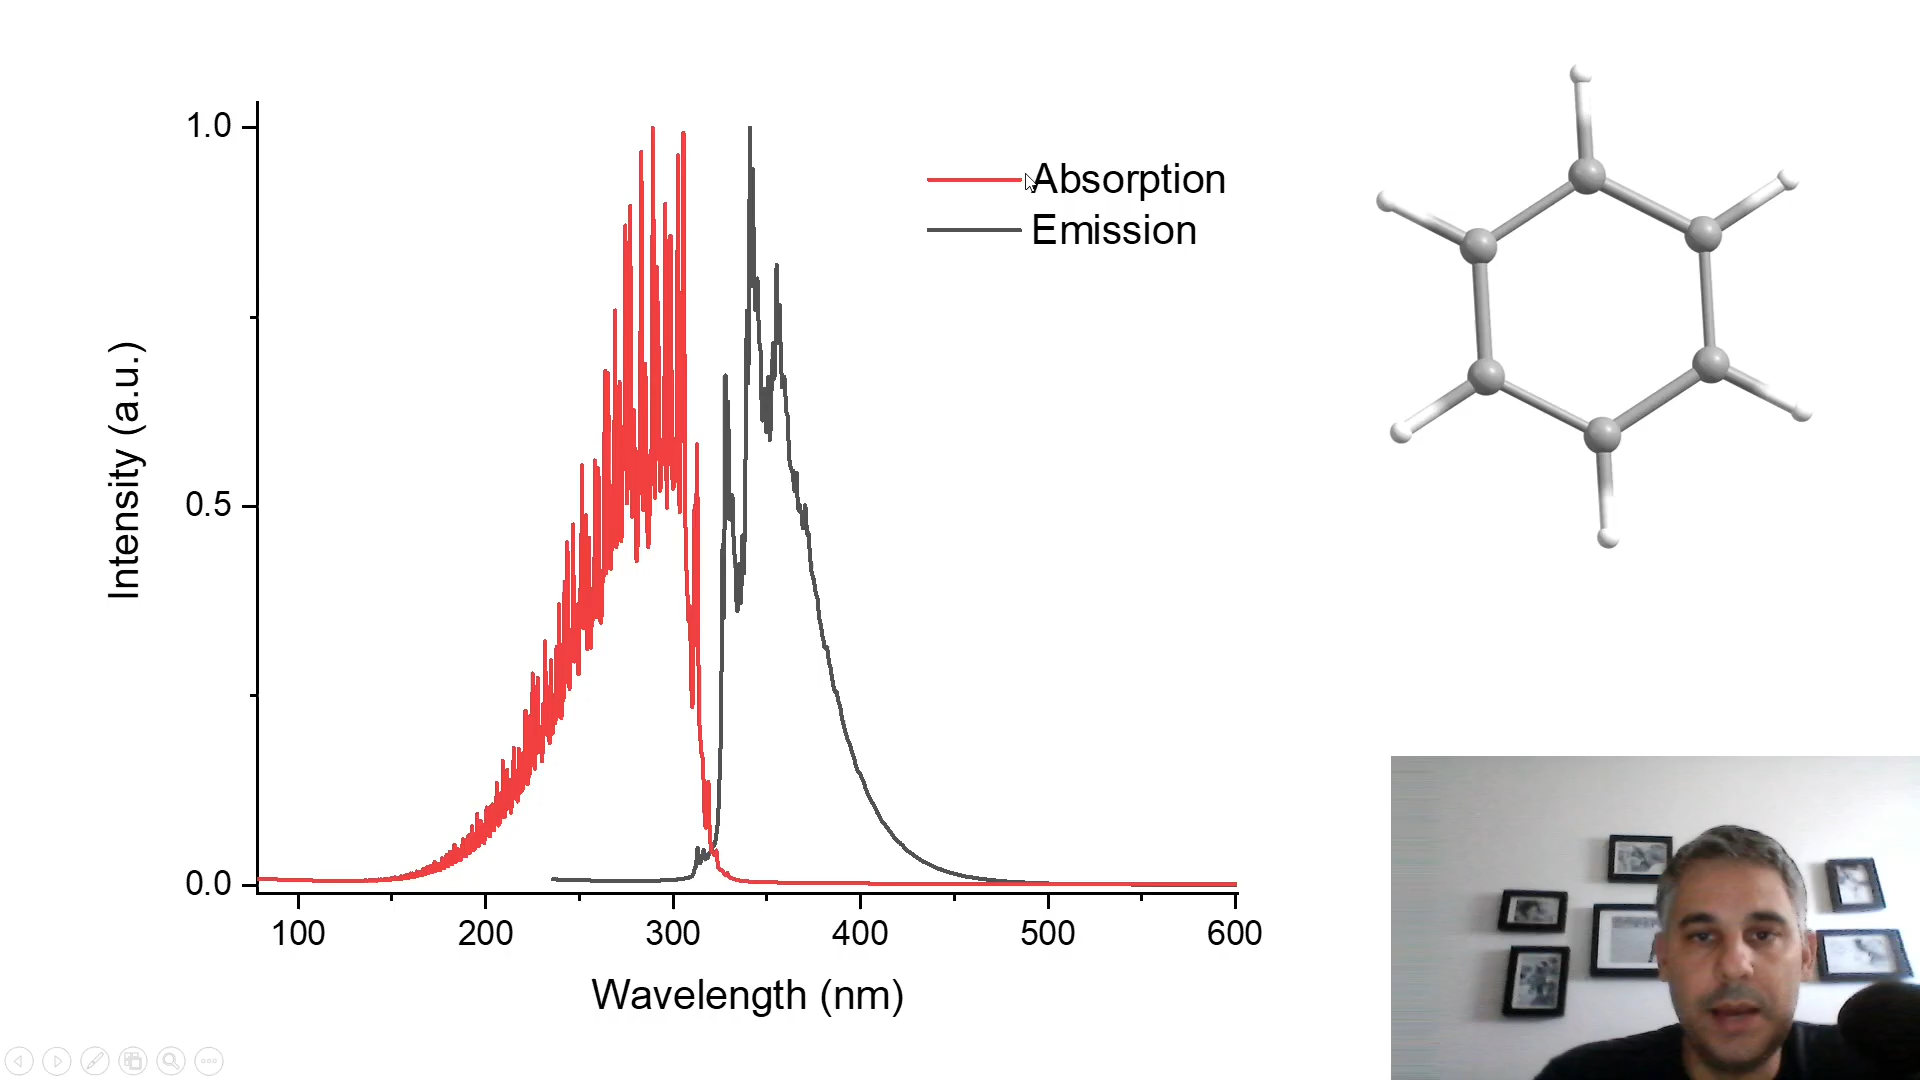 1.0
0.5
0.0
Intensity (a.u.)
Absorption
Emission
100 200 300 400 500 600
Wavelength (nm)